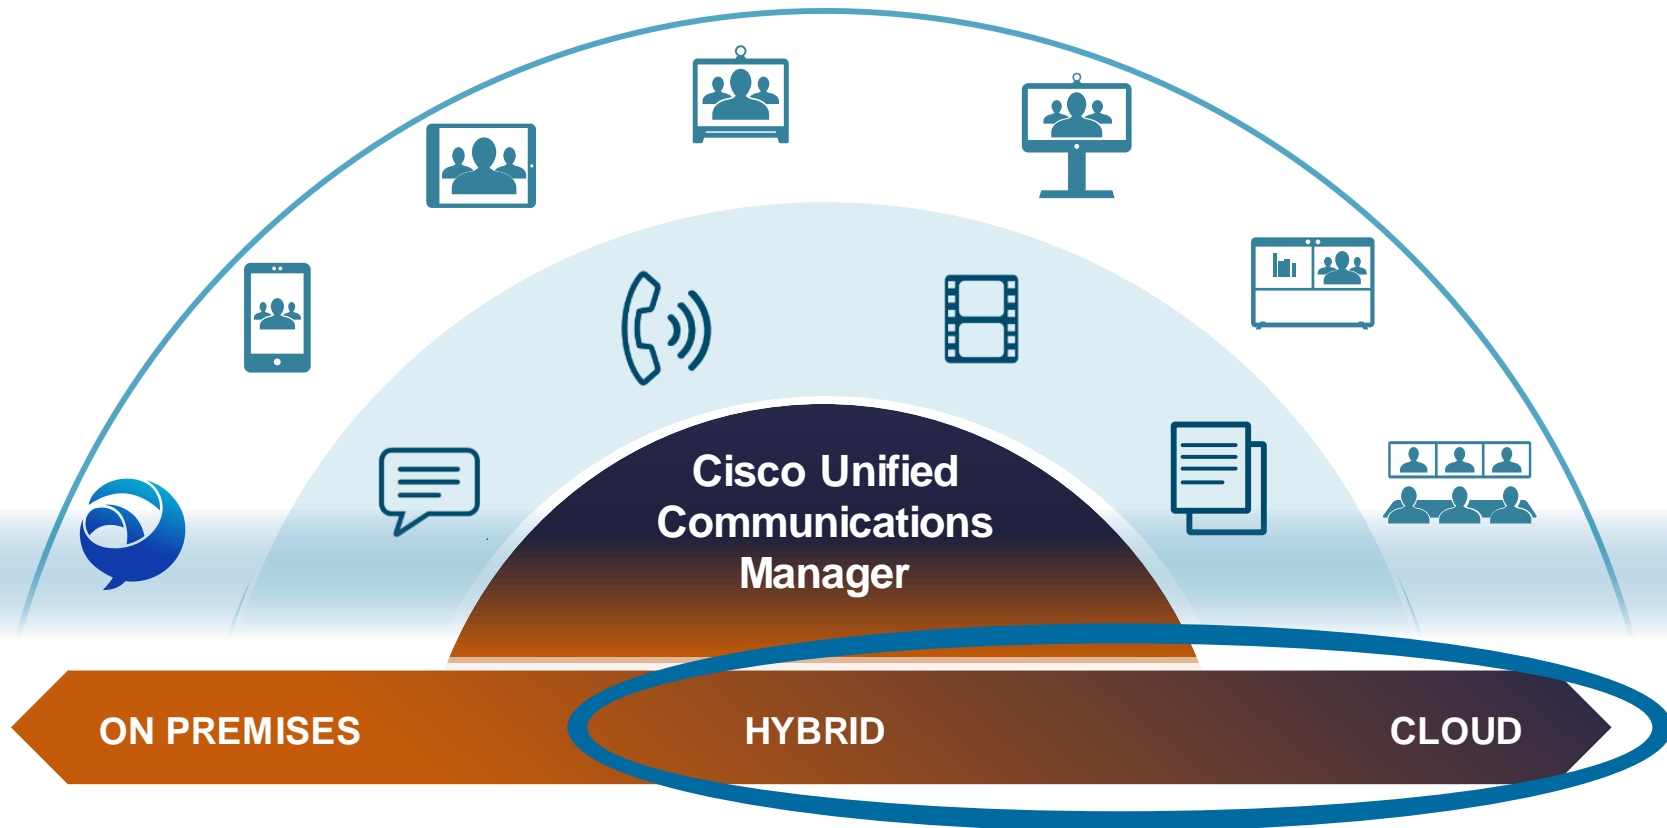 Cisco Unified
Communications
Manager
ON PREMISES
HYBRID
CLOUD